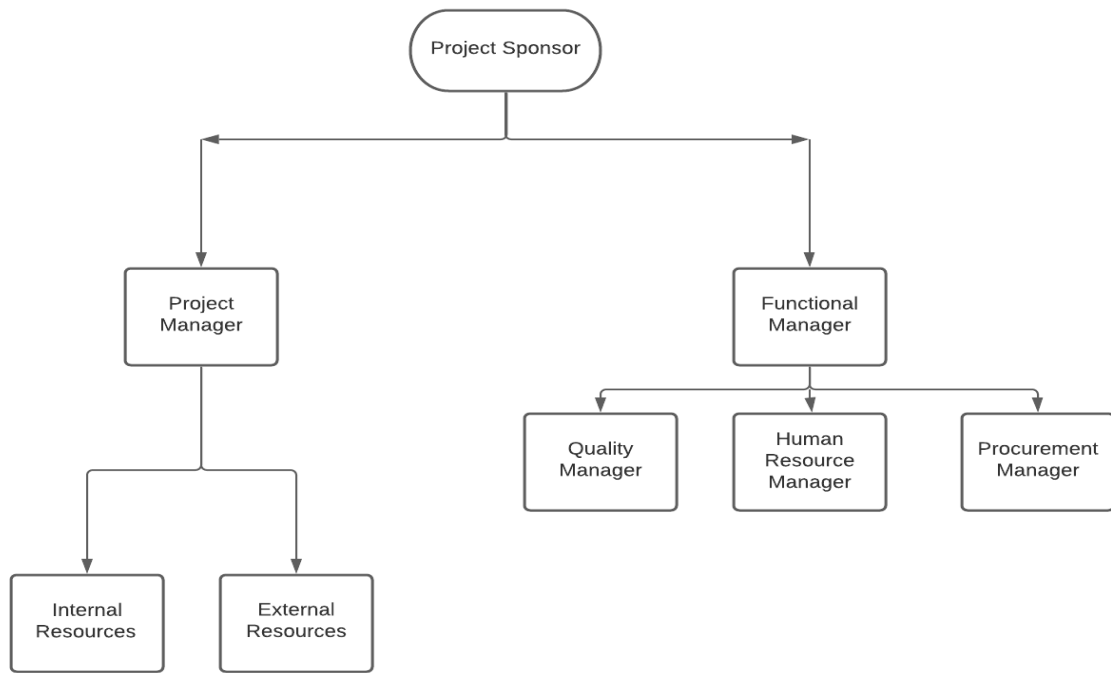 Project Sponsor
Project
Manager
Functional
Manager
Quality
Manager
Human
Resource
Manager
Procurement
Manager
Internal
Resources
External
Resources